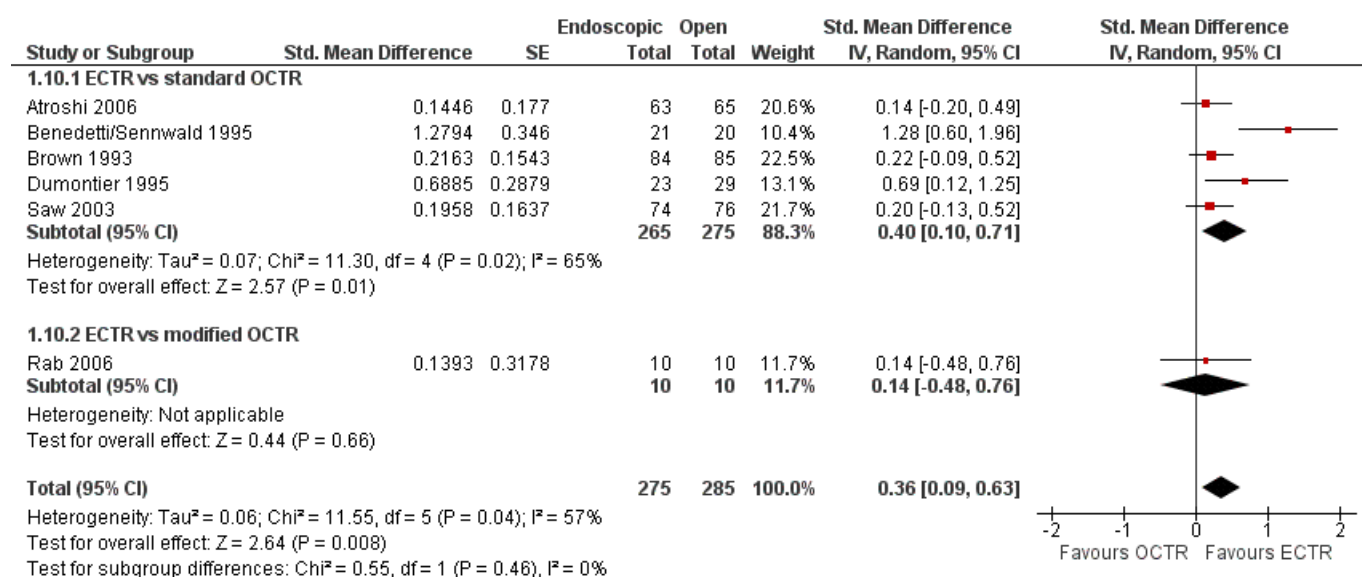 Endoscopic Open Std. Mean Difference Std. Mean Difference
Study or Subgroup Std. Mean Difference SE Total Total Weight IV, Random, 95% CI IV, Random, 95% CI
1.10.1 ECTR vs standard OCTR
Atroshi 2006 0.1446 0.177 63 65 20.6% 0.14 [-0.20, 0.49]
Benedetti/Sennwald 1995 1.2794 0.346 21 20 10.4% 1.28 [0.60, 1.96]
Brown 1993 0.2163 0.1543 84 85 22.5% 0.22 [-0.09, 0.52]
Dumontier 1995 0.6885 0.2879 23 29 13.1% 0.69 [0.12, 1.25]
Saw 2003 0.1958 0.1637 74 76 21.7% 0.20 [-0.13, 0.52]
Subtotal (95% CI) 265 275 88.3% 0.40 [0.10, 0.71]
Heterogeneity: Tau² = 0.07; Chi² = 11.30, df = 4 (P = 0.02); I² = 65%
Test for overall effect: Z = 2.57 (P = 0.01)
1.10.2 ECTR vs modified OCTR
Rab 2006 0.1393 0.3178 10 10 11.7% 0.14 [-0.48, 0.76]
Subtotal (95% CI) 10 10 11.7% 0.14 [-0.48, 0.76]
Heterogeneity: Not applicable
Test for overall effect: Z = 0.44 (P = 0.66)
Total (95% CI) 275 285 100.0% 0.36 [0.09, 0.63]
Heterogeneity: Tau² = 0.06; Chi² = 11.55, df = 5 (P = 0.04); I² = 57%
Test for overall effect: Z = 2.64 (P = 0.008)
Test for subgroup differences: Chi² = 0.55, df = 1 (P = 0.46), I² = 0%
-2 -1 0 1 2
Favours OCTR Favours ECTR